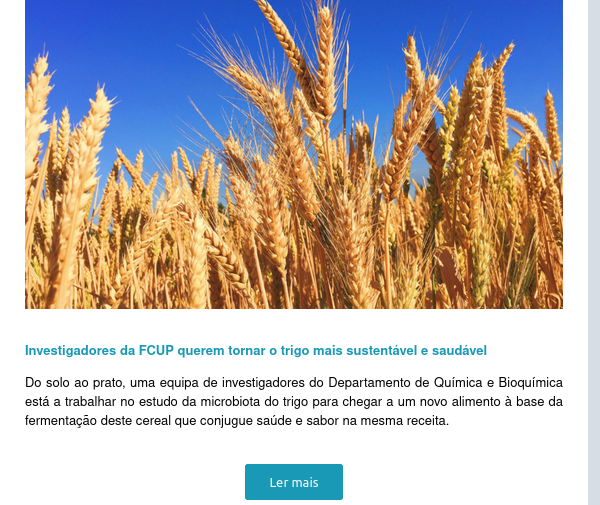 Investigadores da FCUP querem tornar o trigo mais sustentável e saudável
Do solo ao prato, uma equipa de investigadores do Departamento de Química e Bioquímica
está a trabalhar no estudo da microbiota do trigo para chegar a um novo alimento à base da
fermentação deste cereal que conjugue saúde e sabor na mesma receita.
Ler mais